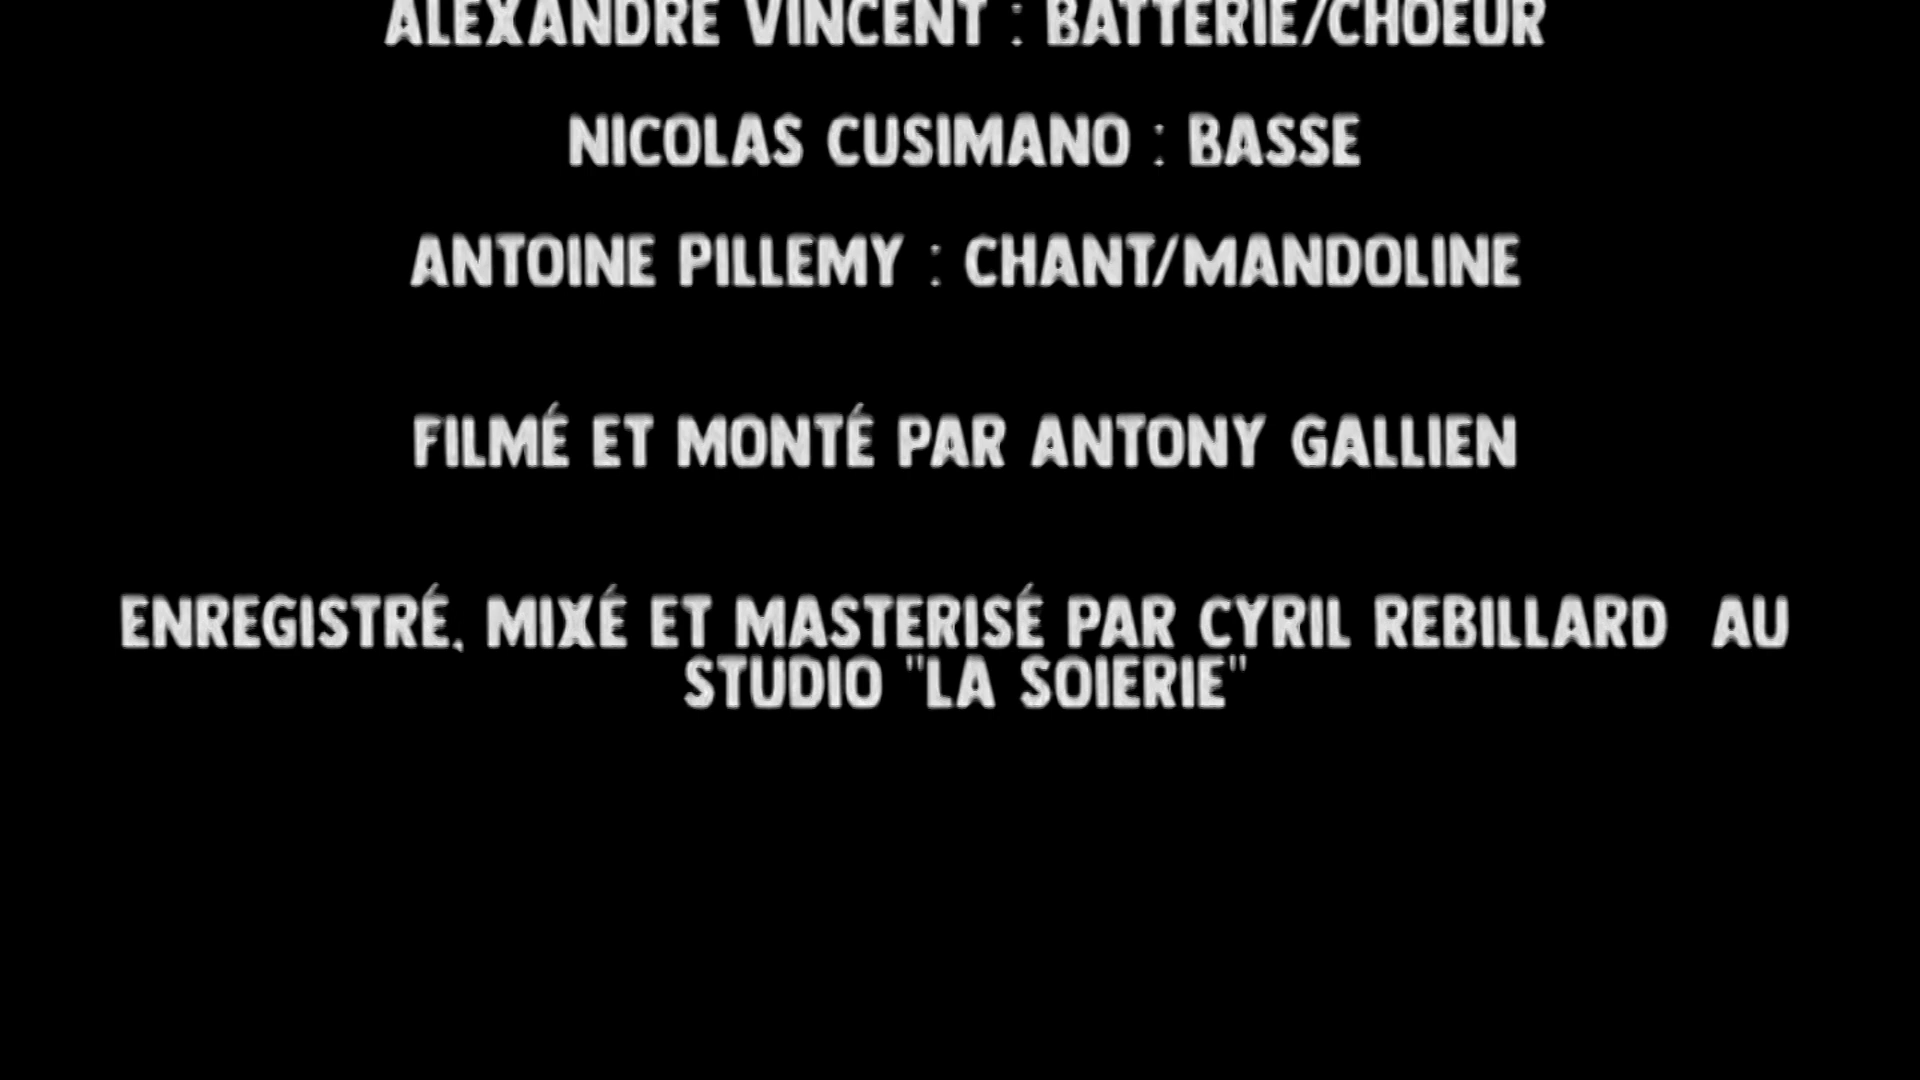 ALEXANDRE VINCENT : BATTERIE/CHOEUR
NICOLAS CUSIMANO : BASSE
ANTOINE PILLEMY : CHANT/MANDOLINE
FILMÉ ET MONTÉ PAR ANTONY GALLIEN
ENREGISTRÉ, MIXÉ ET MASTERISÉ PAR CYRIL REBILLARD  AU
STUDIO "LA SOIERIE"